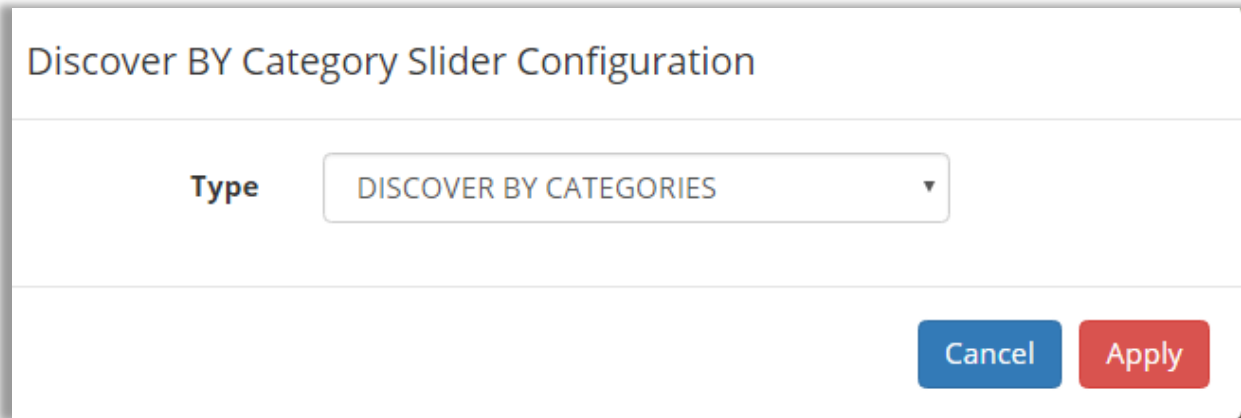 Discover BY Category Slider Configuration
Type DISCOVER BY CATEGORIES
Cancel Apply